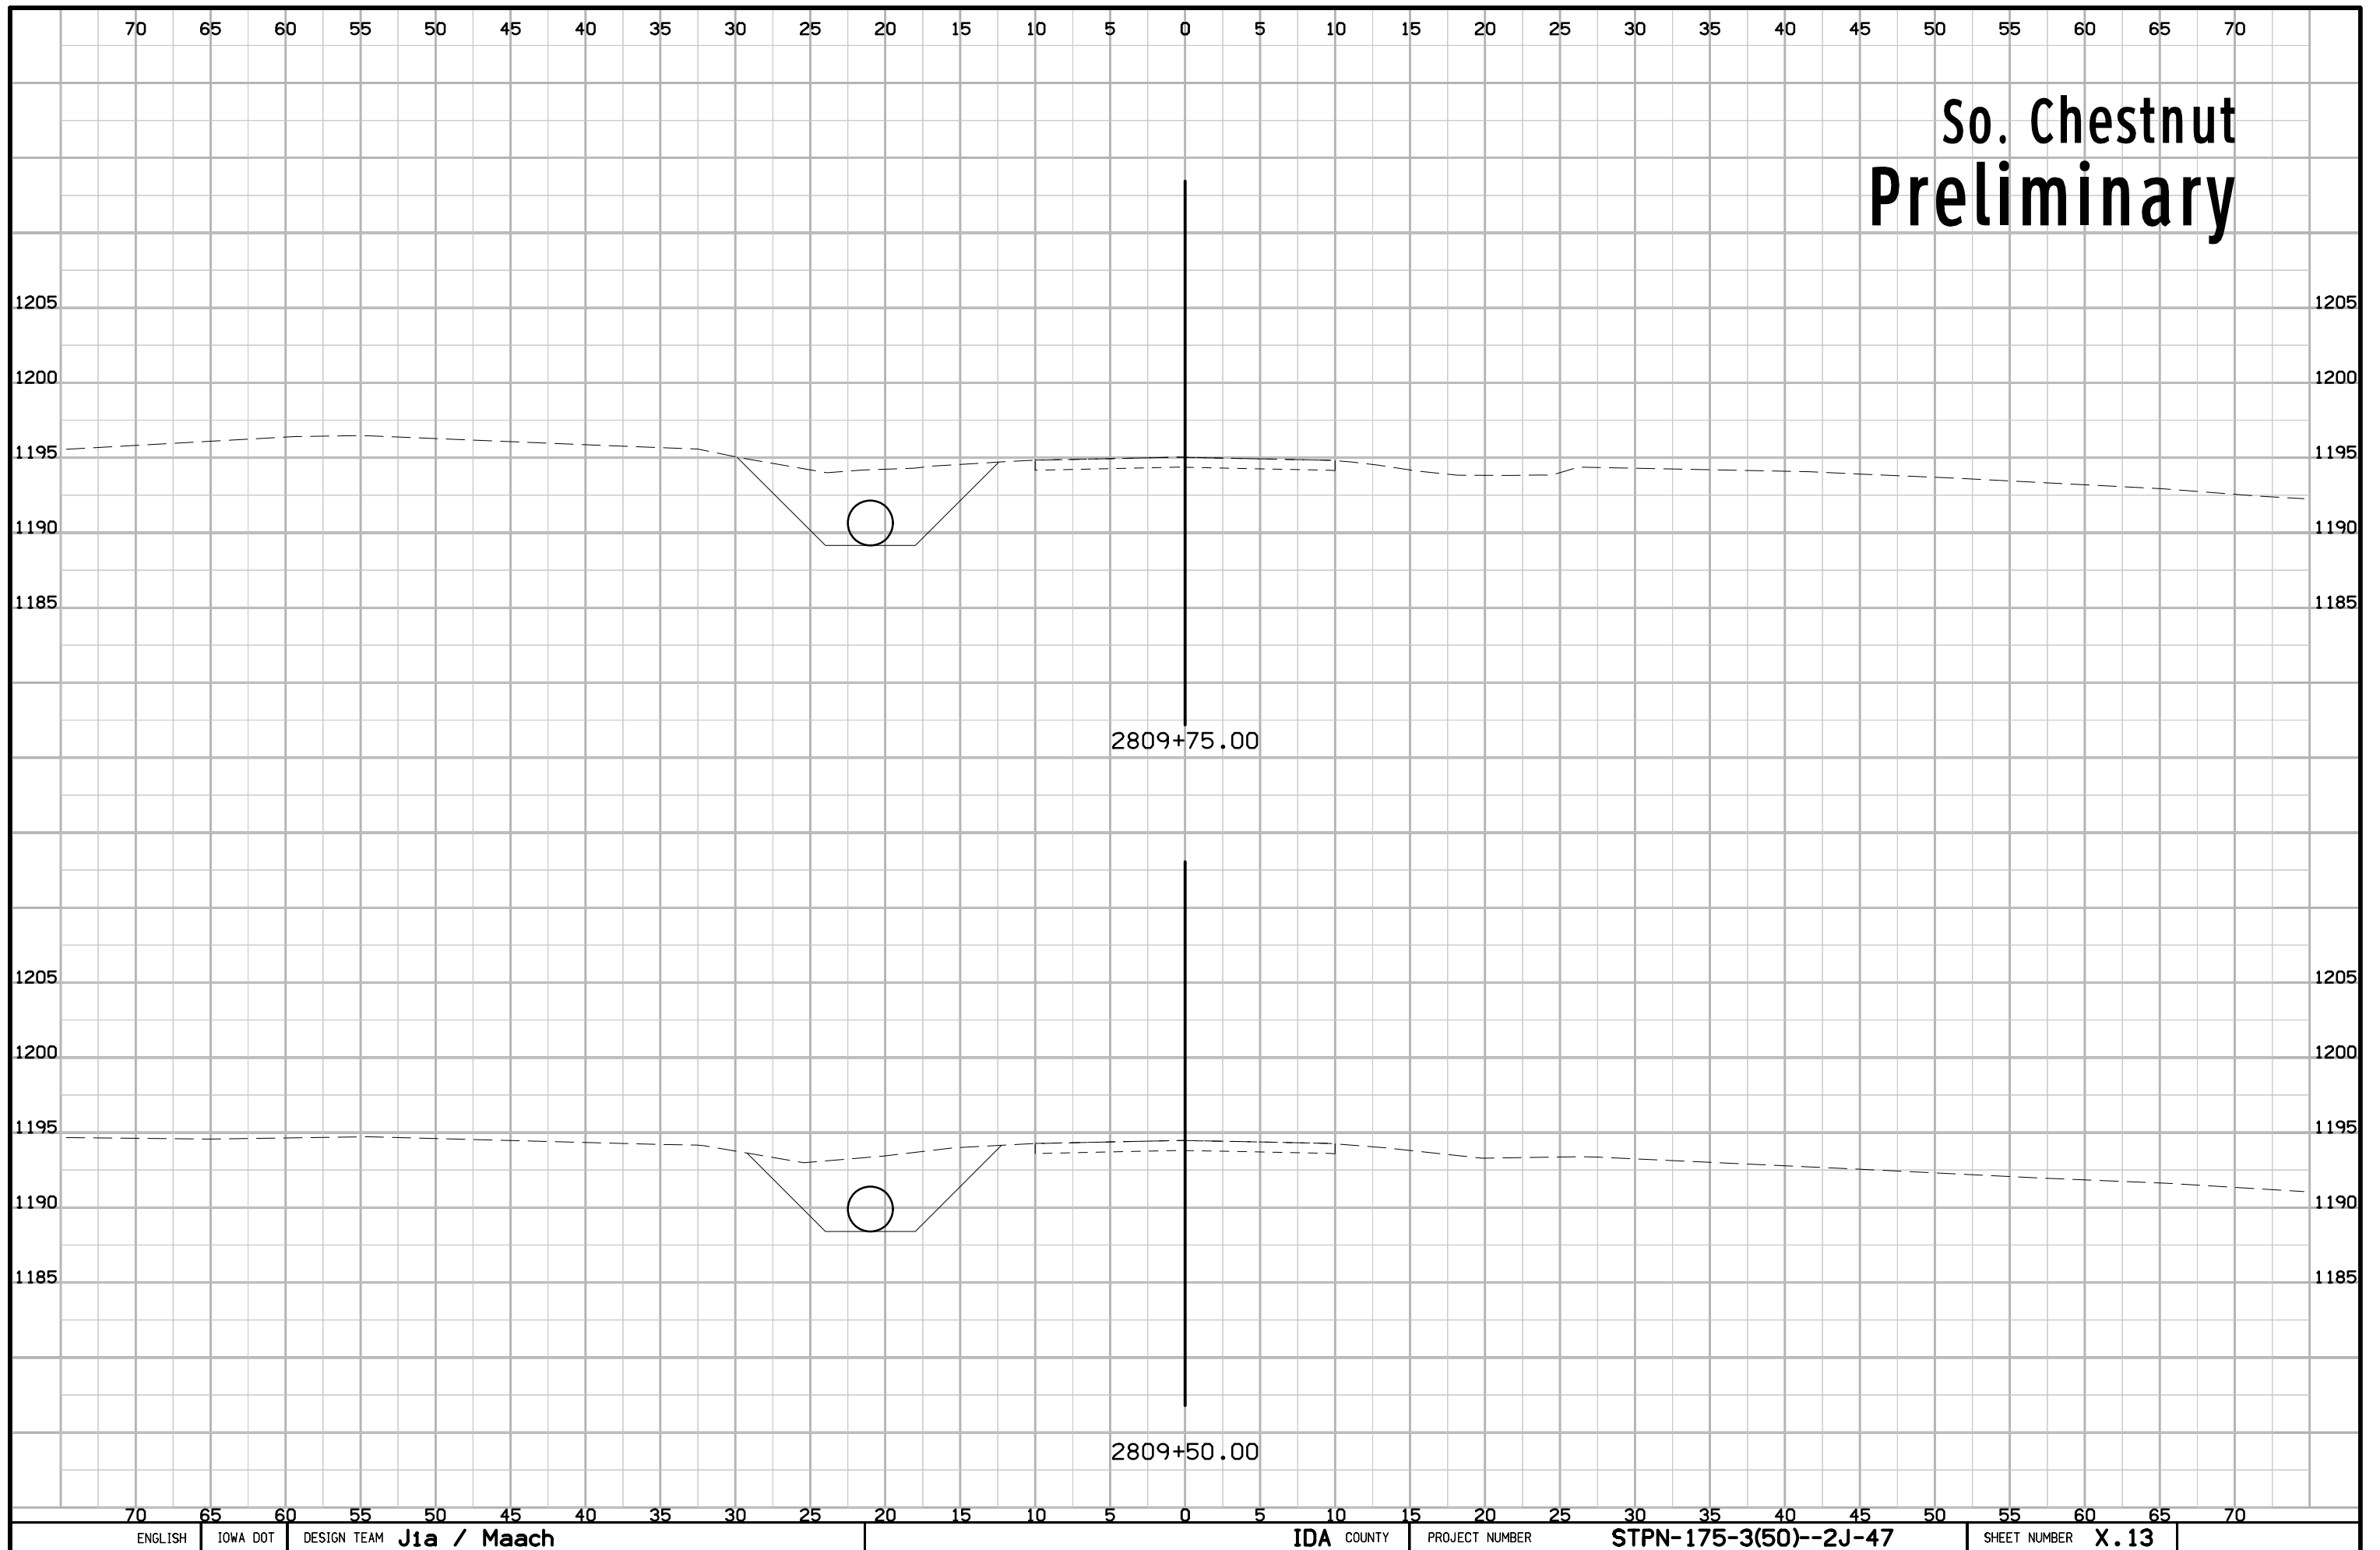 70 65 60 55 50 45 40 35 30 25 20 15 10 5 0 5 10 15 20 25 30 35 40 45 50 55 60 65 70
So. Chestnut
Preliminary
1205 1205
1200 1200
1195 1195
1190 1190
1185 1185
2809+75.00
1205 1205
1200 1200
1195 1195
1190 1190
1185 1185
2809+50.00
70 65 60 55 50 45 40 35 30 25 20 15 10 5 0 5 10 15 20 25 30 35 40 45 50 55 60 65 70
ENGLISH IOWA DOT DESIGN TEAM Jia / Maach IDA COUNTY PROJECT NUMBER STPN-175-3(50)--2J-47 SHEET NUMBER X.13